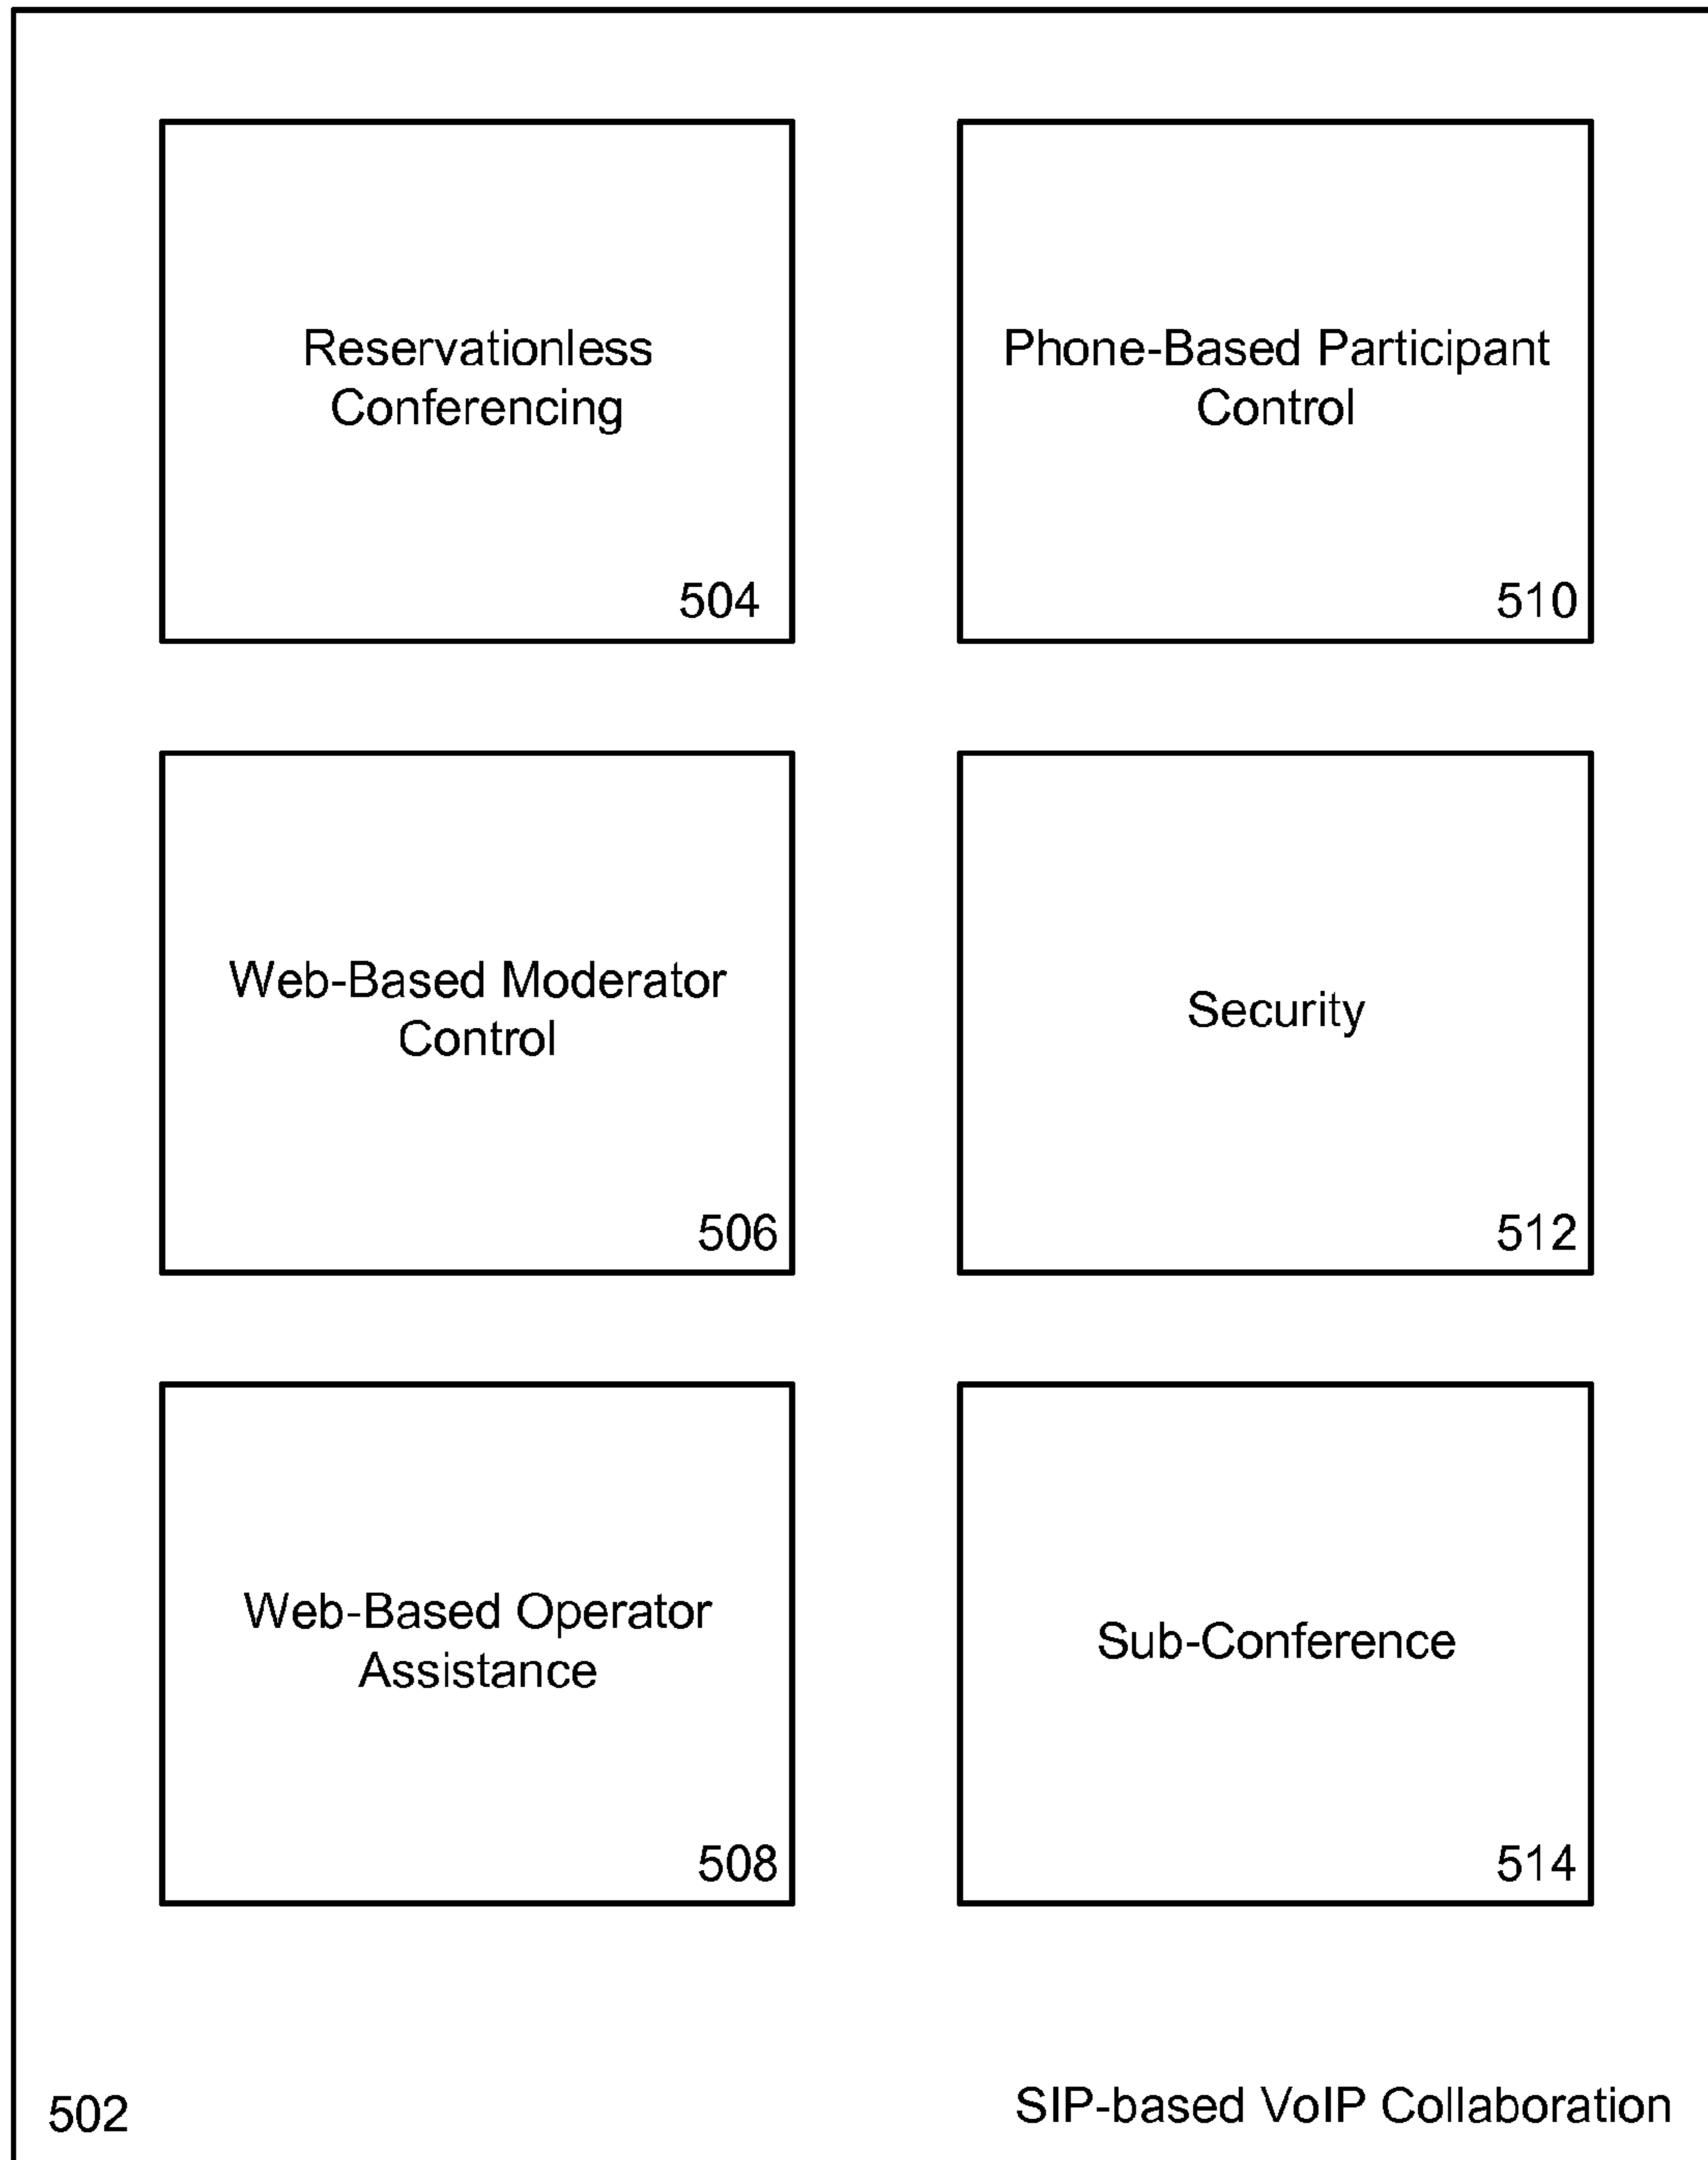 Reservationless
Conferencing
504
Phone-Based Participant
Control
510
Web-Based Moderator
Control
506
Security
512
Web-Based Operator
Assistance
508
Sub-Conference
514
502
SIP-based VoIP Collaboration